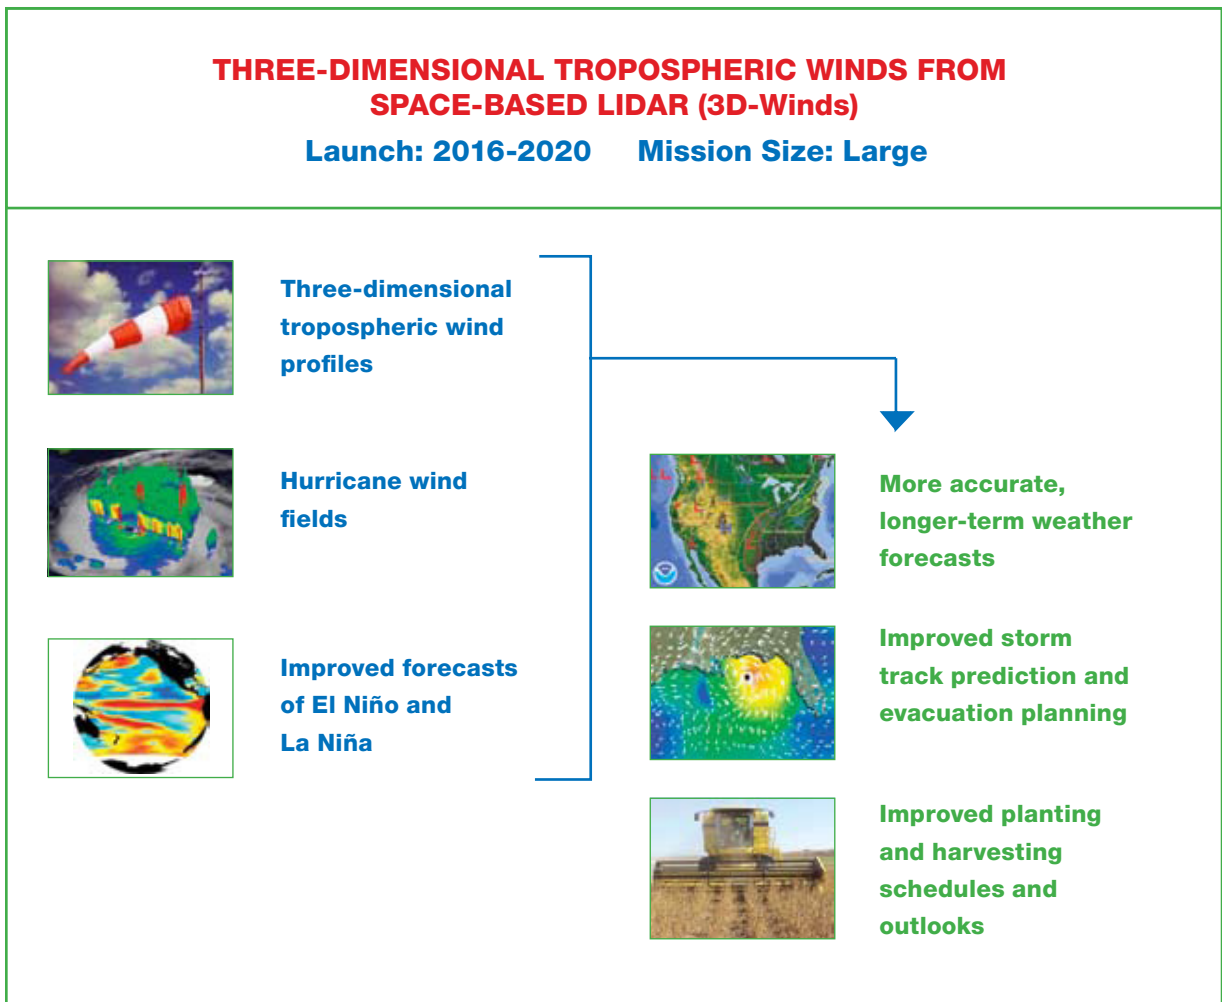 THREE-DIMENSIONAL TROPOSPHERIC WINDS FROM
SPACE-BASED LIDAR (3D-Winds)
Launch: 2016-2020 Mission Size: Large
Three-dimensional
tropospheric wind
profiles
Hurricane wind
fields
Improved forecasts
of El Niño and
La Niña
More accurate,
longer-term weather
forecasts
Improved storm
track prediction and
evacuation planning
Improved planting
and harvesting
schedules and
outlooks